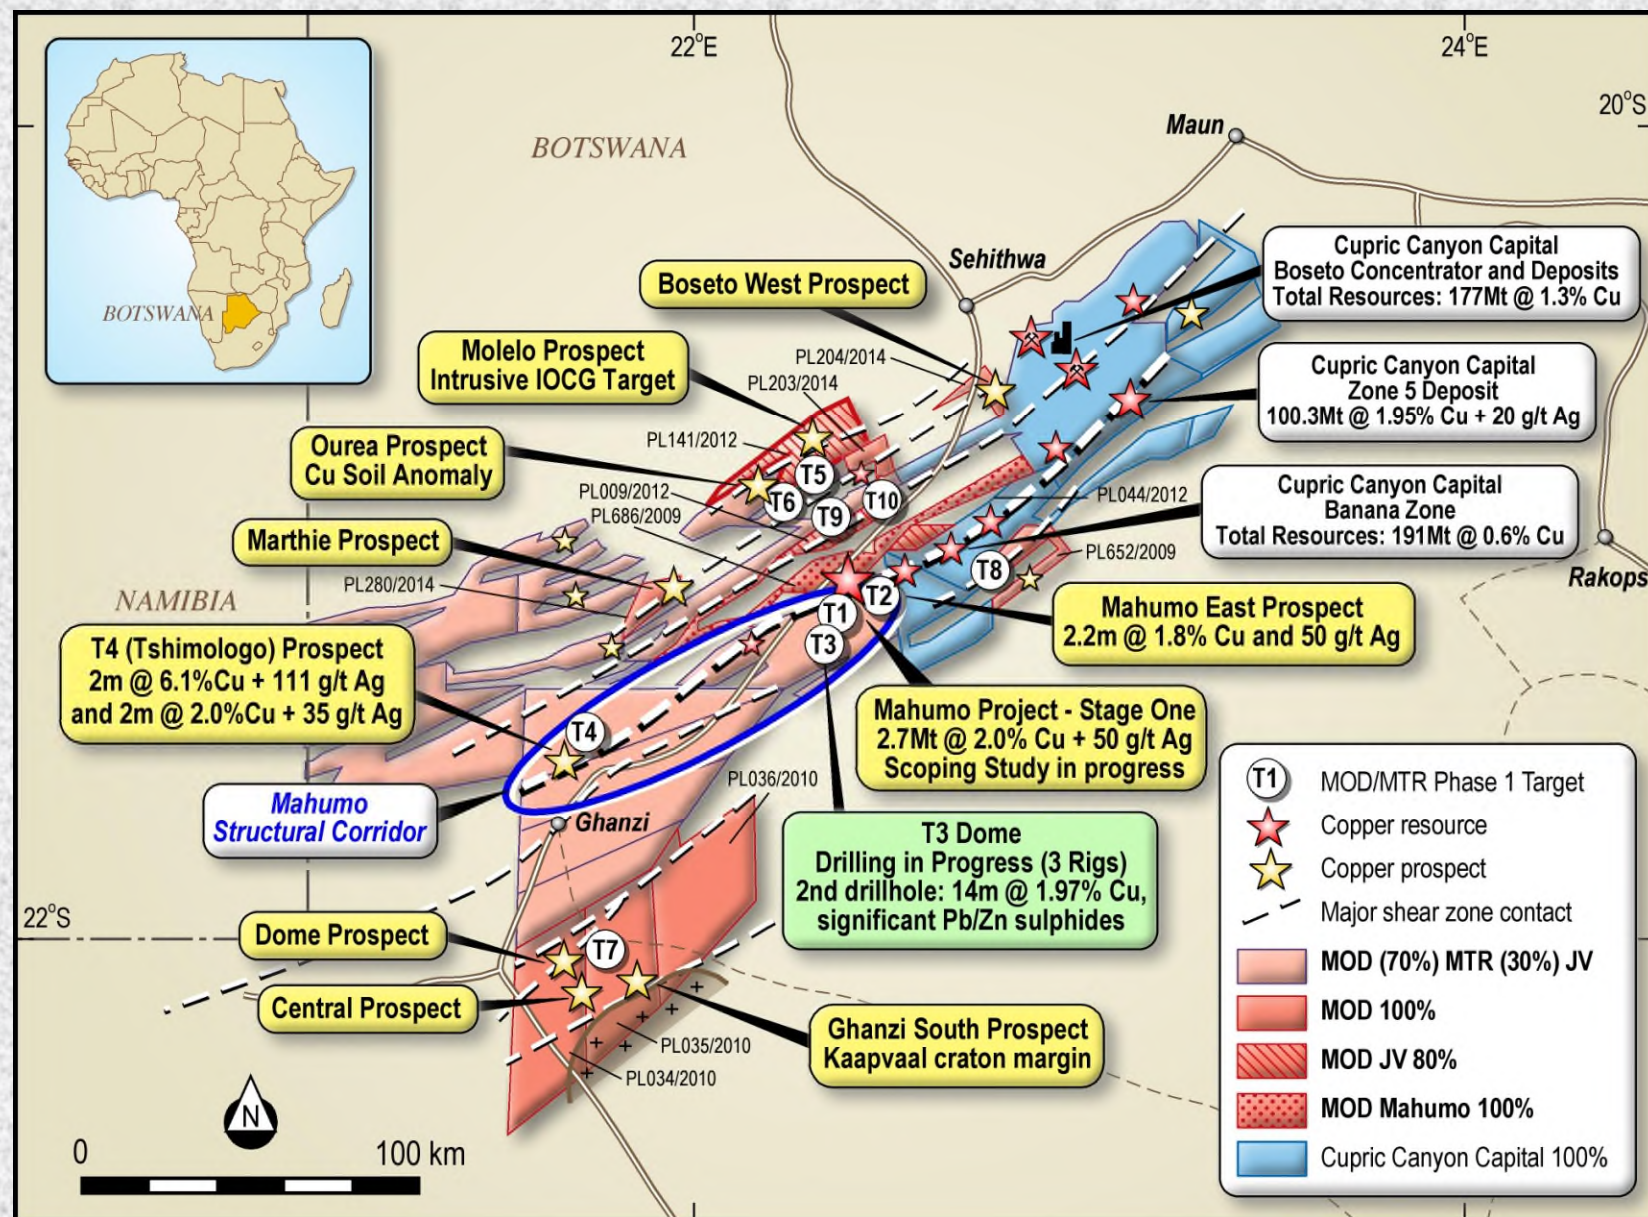 22°E
24°E
20°S
Maun
BOTSWANA
BOTSWANA
Sehithwa
Cupric Canyon Capital
Boseto Concentrator and Deposits
Total Resources: 177Mt @ 1.3% Cu
Boseto West Prospect
Molelo Prospect
Intrusive IOCG Target
PL204/2014
PL203/2014
Cupric Canyon Capital
Zone 5 Deposit
100.3Mt @ 1.95% Cu + 20 g/t Ag
Ourea Prospect
Cu Soil Anomaly
PL141/2012
T5
T6
T9
T10
PL009/2012
PL686/2009
PL044/2012
Cupric Canyon Capital
Banana Zone
Total Resources: 191Mt @ 0.6% Cu
Marthie Prospect
PL280/2014
PL652/2009
T8
Rakops
NAMIBIA
T2
T1
T3
Mahumo East Prospect
2.2m @ 1.8% Cu and 50 g/t Ag
T4 (Tshimologo) Prospect
2m @ 6.1%Cu + 111 g/t Ag
and 2m @ 2.0%Cu + 35 g/t Ag
T4
Mahumo Project - Stage One
2.7Mt @ 2.0% Cu + 50 g/t Ag
Scoping Study in progress
PL036/2010
Mahumo
Structural Corridor
Ghanzi
T3 Dome
Drilling in Progress (3 Rigs)
2nd drillhole: 14m @ 1.97% Cu,
significant Pb/Zn sulphides
22°S
Dome Prospect
T7
Central Prospect
Ghanzi South Prospect
Kaapvaal craton margin
PL035/2010
PL034/2010
N
0
100 km
T1
MOD/MTR Phase 1 Target
Copper resource
Copper prospect
Major shear zone contact
MOD (70%) MTR (30%) JV
MOD 100%
MOD JV 80%
MOD Mahumo 100%
Cupric Canyon Capital 100%